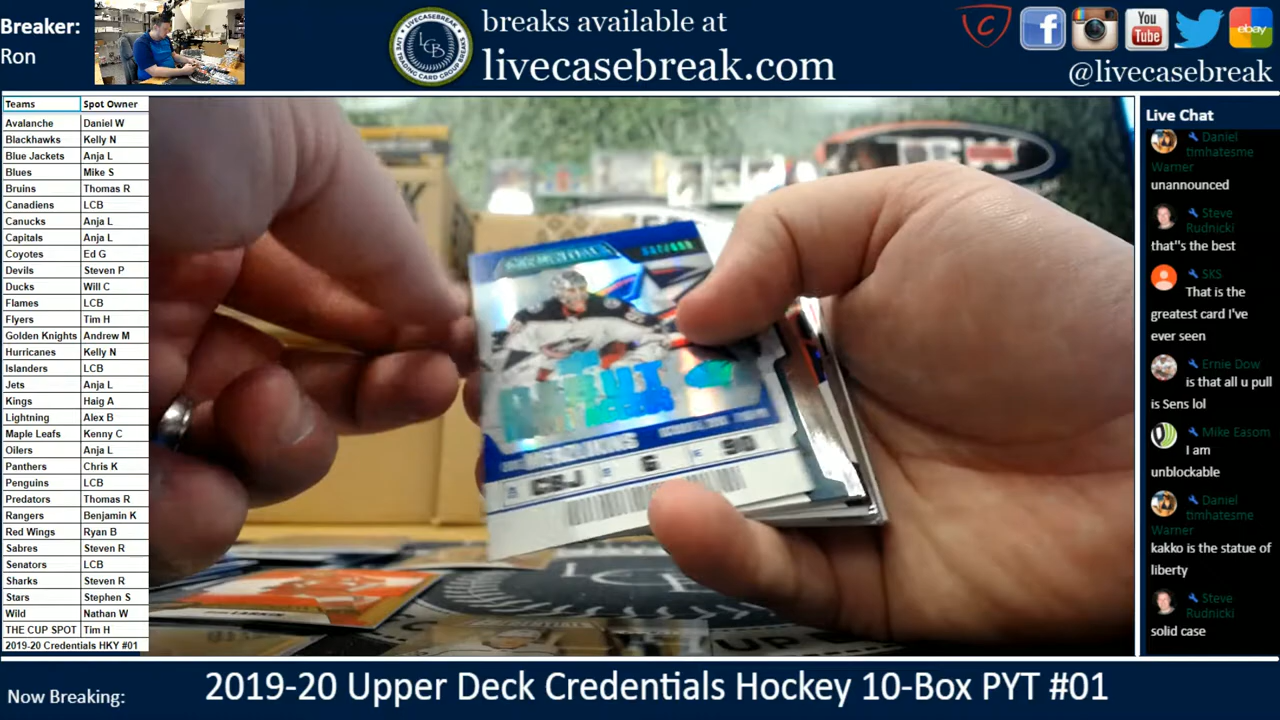 Breaker:
Ron
LCB
breaks available at
livecasebreak.com
You
Tube
ebay
@livecasebreak
Teams Spot Owner
Avalanche Daniel W
Blackhawks Kelly N
Blue Jackets Anja L
Blues Mike S
Bruins Thomas R
Canadiens LCB
Canucks Anja L
Capitals Anja L
Coyotes Ed G
Devils Steven P
Ducks Will C
Flames LCB
Flyers Tim H
Golden Knights Andrew M
Hurricanes Kelly N
Islanders LCB
Jets Anja L
Kings Haig A
Lightning Alex B
Maple Leafs Kenny C
Oilers Anja L
Panthers Chris K
Penguins LCB
Predators Thomas R
Rangers Benjamin K
Red Wings Ryan B
Sabres Steven R
Senators LCB
Sharks Steven R
Stars Stephen S
Wild Nathan W
THE CUP SPOT Tim H
2019-20 Credentials HKY #01
DEBUT
CBJ G
Live Chat
Daniel
timhatesme
Warner
unannounced
Steve
Rudnicki
that"s the best
SKS
That is the
greatest card I've
ever seen
Ernie Dow
is that all u pull
is Sens lol
Mike Easom
I am
unblockable
Daniel
timhatesme
Warner
kakko is the statue of
liberty
Steve
Rudnicki
solid case
Now Breaking:
2019-20 Upper Deck Credentials Hockey 10-Box PYT #01